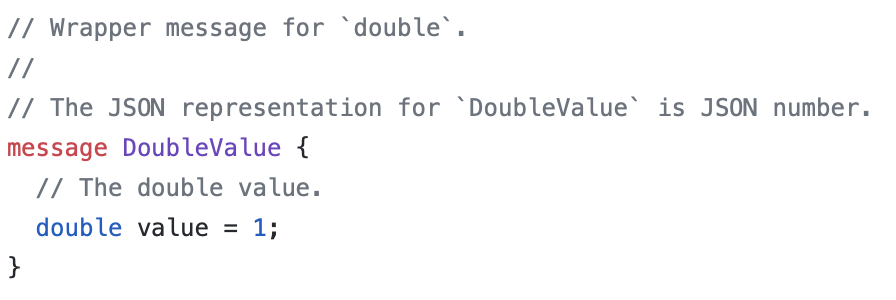 // Wrapper message for `double`.
//
// The JSON representation for `DoubleValue` is JSON number.
message DoubleValue {
  // The double value.
  double value = 1;
}